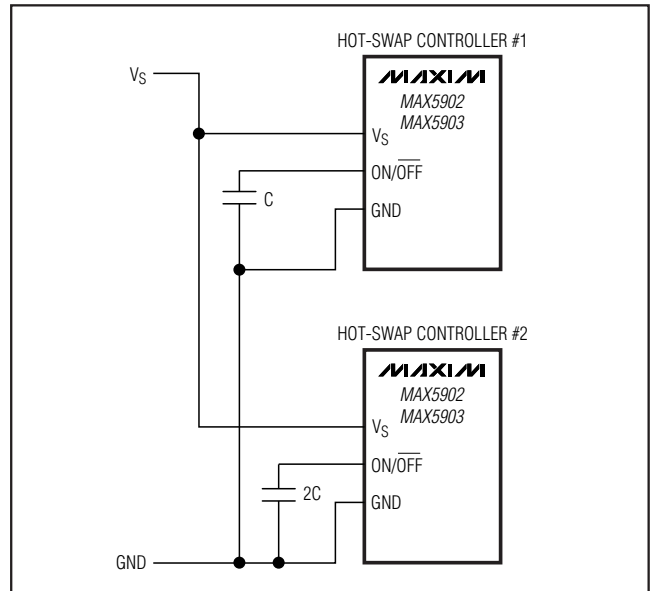 HOT-SWAP CONTROLLER #1
VS
MAXIM
MAX5902
MAX5903
VS
ON/OFF
C
GND
HOT-SWAP CONTROLLER #2
MAXIM
MAX5902
MAX5903
VS
ON/OFF
2C
GND
GND